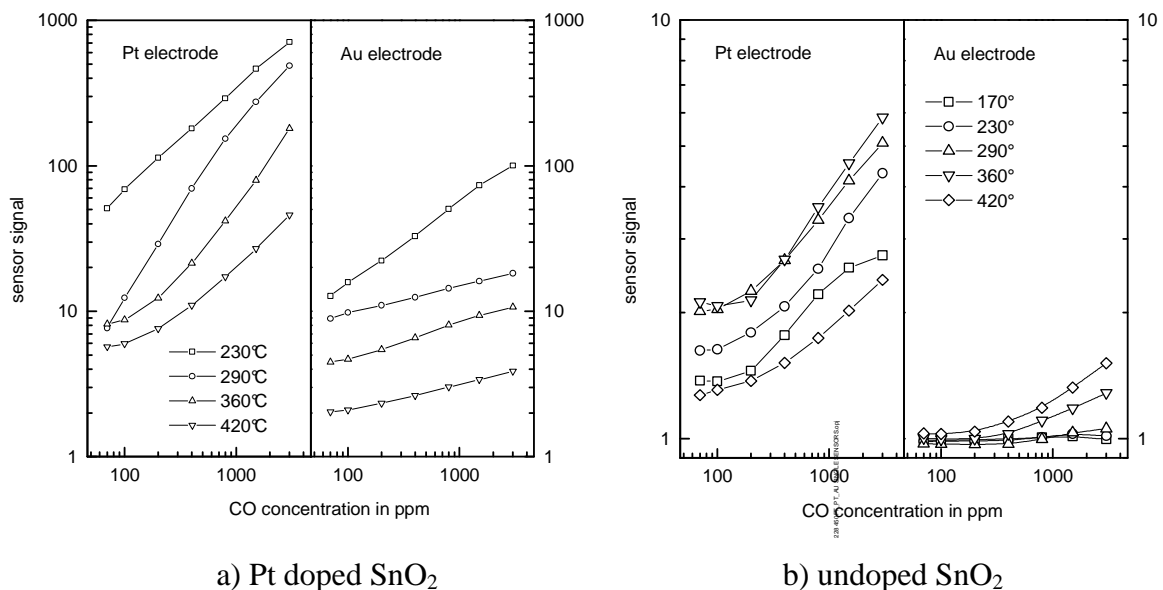 1000
1000
Pt electrode
Au electrode
100
100
sensor signal
10
10
230°C
290°C
360°C
420°C
1
1
100
1000
100
1000
CO concentration in ppm
a) Pt doped SnO2
10
10
Pt electrode
Au electrode
170°
230°
290°
360°
420°
sensor signal
1
1
100
1000
100
1000
CO concentration in ppm
b) undoped SnO2